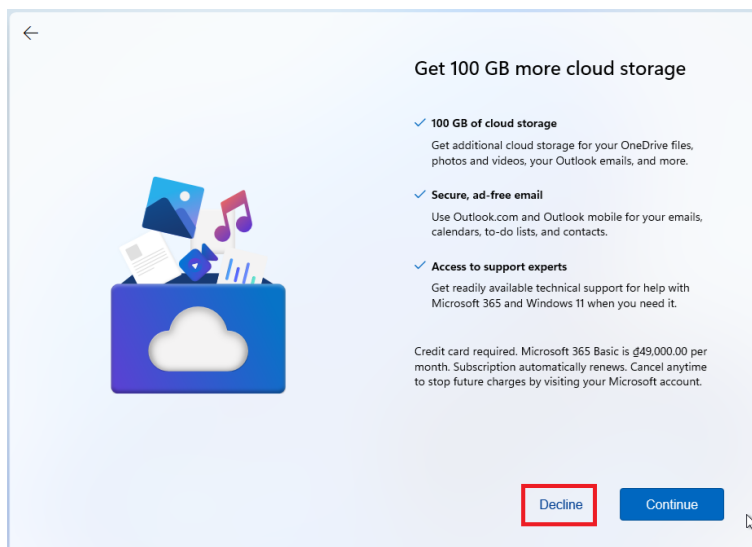 Get 100 GB more cloud storage
100 GB of cloud storage
Get additional cloud storage for your OneDrive files,
photos and videos, your Outlook emails, and more.
Secure, ad-free email
Use Outlook.com and Outlook mobile for your emails,
calendars, to-do lists, and contacts.
Access to support experts
Get readily available technical support for help with
Microsoft 365 and Windows 11 when you need it.
Credit card required. Microsoft 365 Basic is ₫49,000.00 per
month. Subscription automatically renews. Cancel anytime
to stop future charges by visiting your Microsoft account.
Decline
Continue